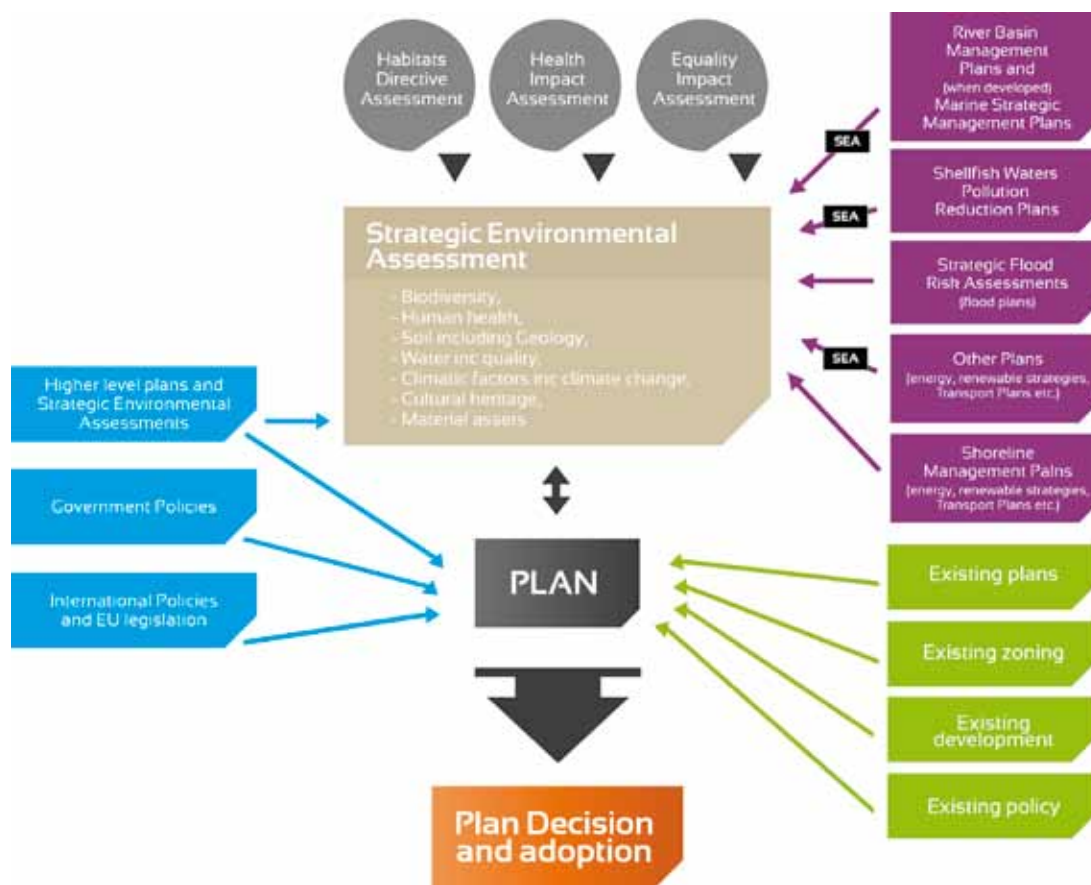 Habitats
Directive
Assessment
Health
Impact
Assessment
Equality
Impact
Assessment
River Basin
Management
Plans and
(when developed)
Marine Strategic
Management Plans
SEA
Shellfish Waters
Pollution
Reduction Plans
SEA
Strategic Environmental
Assessment
- Biodiversity,
- Human health,
- Soil including Geology,
- Water inc quality,
- Climatic factors inc climate change,
- Cultural heritage,
- Material assers
Strategic Flood
Risk Assessments
(flood plans)
SEA
Other Plans
(energy, renewable strategies,
Transport Plans etc.)
Higher level plans and
Strategic Environmental
Assessments
Shoreline
Management Palns
(energy, renewable strategies,
Transport Plans etc.)
Government Policies
International Policies
and EU legislation
PLAN
Existing plans
Existing zoning
Existing
development
Existing policy
Plan Decision
and adoption